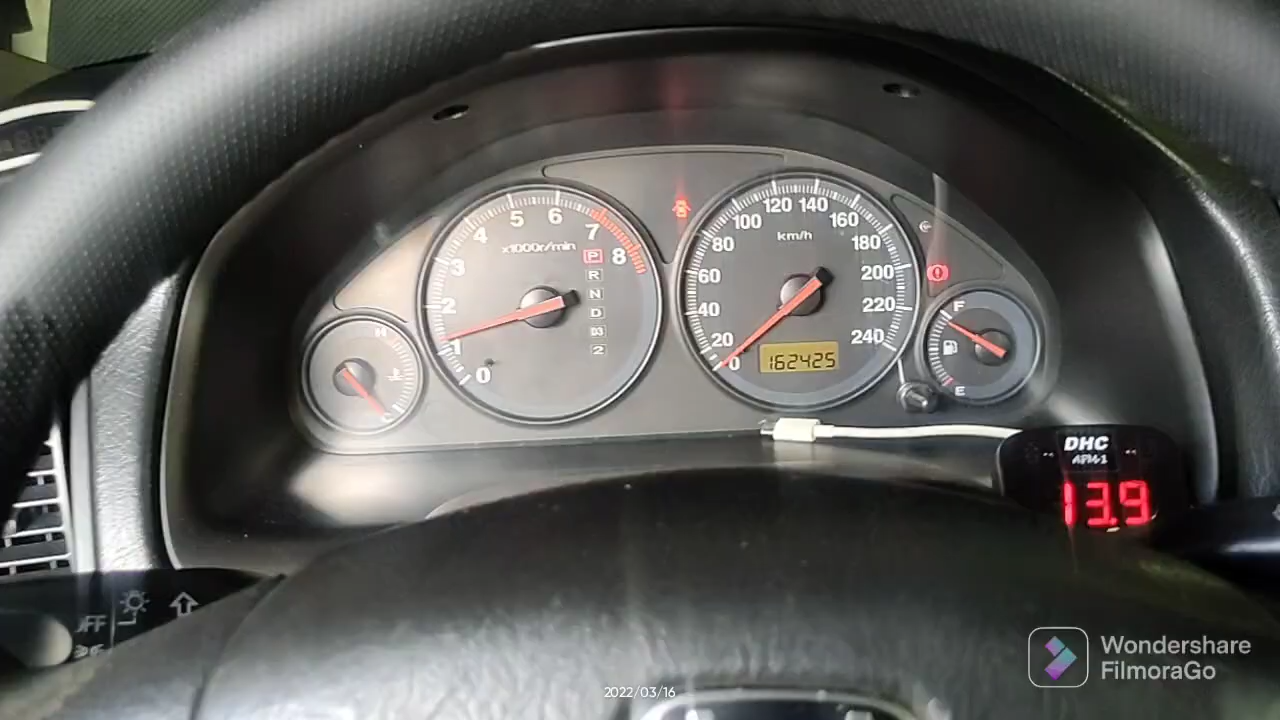 0
1
2
3
4
5
6
7
8
x1000r/min
P
R
N
D
D3
2
H
C
0
20
40
60
80
100
120
140
160
180
200
220
240
km/h
162425
F
E
DHC
13.9
OFF
Wondershare
FilmoraGo
2022/03/16